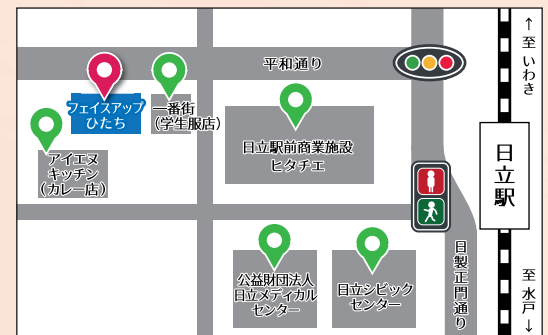 平和通り
↑至いわき
フェイスアップ
ひたち
一番街
(学生服店)
日立駅前商業施設
ヒタチエ
アイエヌ
キッチン
(カレー店)
日立駅
公益財団法人
日立メディカル
センター
日立シビック
センター
日製正門通り
至水戸↓